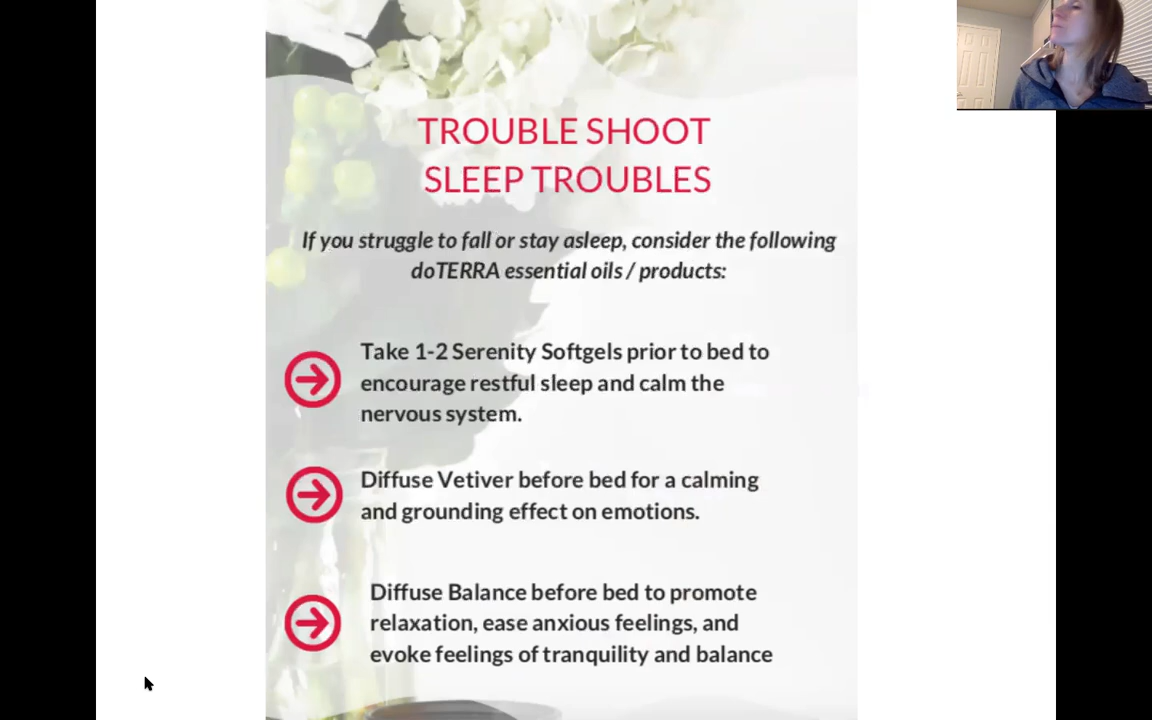 TROUBLE SHOOT
SLEEP TROUBLES
If you struggle to fall or stay asleep, consider the following
doTERRA essential oils / products:
Take 1-2 Serenity Softgels prior to bed to
encourage restful sleep and calm the
nervous system.
Diffuse Vetiver before bed for a calming
and grounding effect on emotions.
Diffuse Balance before bed to promote
relaxation, ease anxious feelings, and
evoke feelings of tranquility and balance